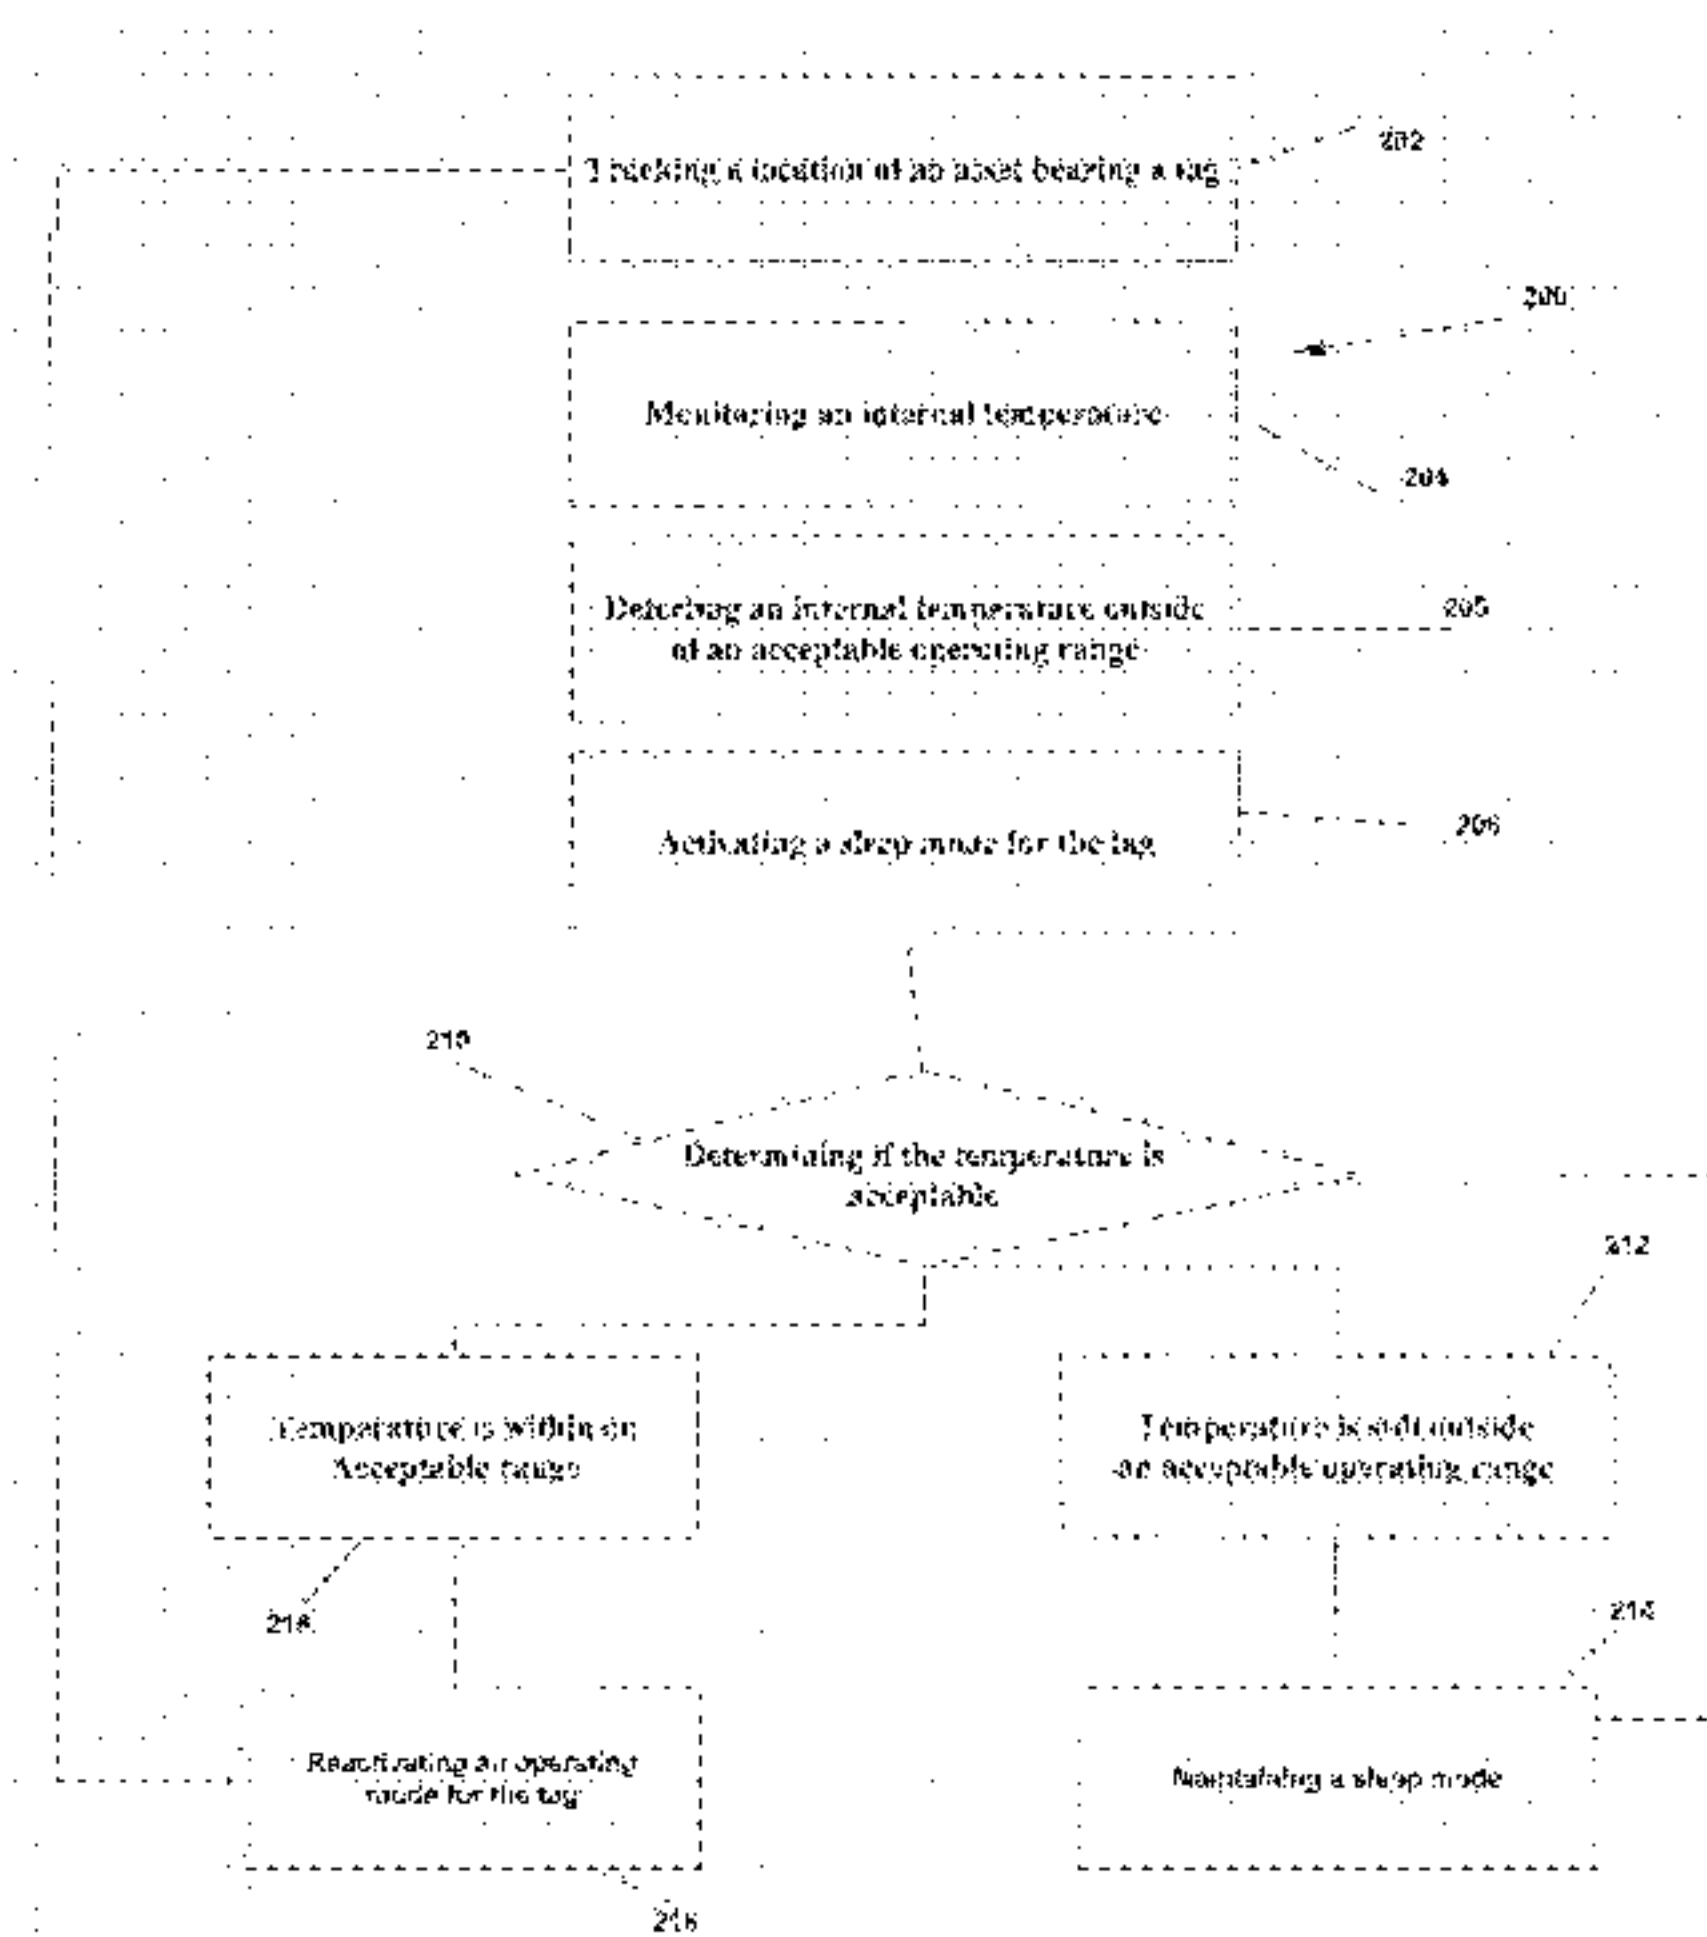 Tracking a location of an asset bearing a tag
202
200
Monitoring an internal temperature
204
Detecting an internal temperature outside
of an acceptable operating range
205
Activating a sleep mode for the tag
206
210
Determining if the temperature is
acceptable
212
Temperature is within an
Acceptable range
Temperature is still outside
an acceptable operating range
214
Reactivating an operating
mode for the tag
Maintaining a sleep mode